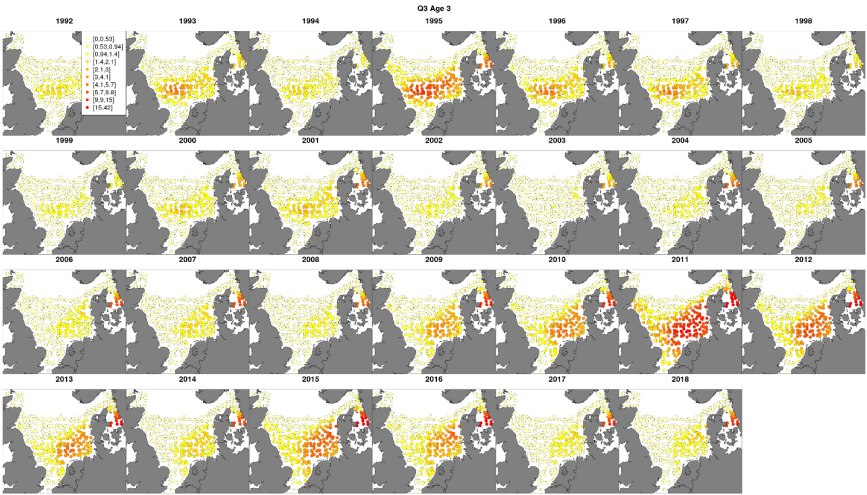 Q3 Age 3
1992 1993 1994 1995 1996 1997 1998
[0,0.53]
(0.53,0.94]
(0.94,1.4]
(1.4,2.1]
(2.1,3]
(3,4.1]
(4.1,5.7]
(5.7,9.8]
(9.9,15]
(15,42]
1999 2000 2001 2002 2003 2004 2005
2006 2007 2008 2009 2010 2011 2012
2013 2014 2015 2016 2017 2018